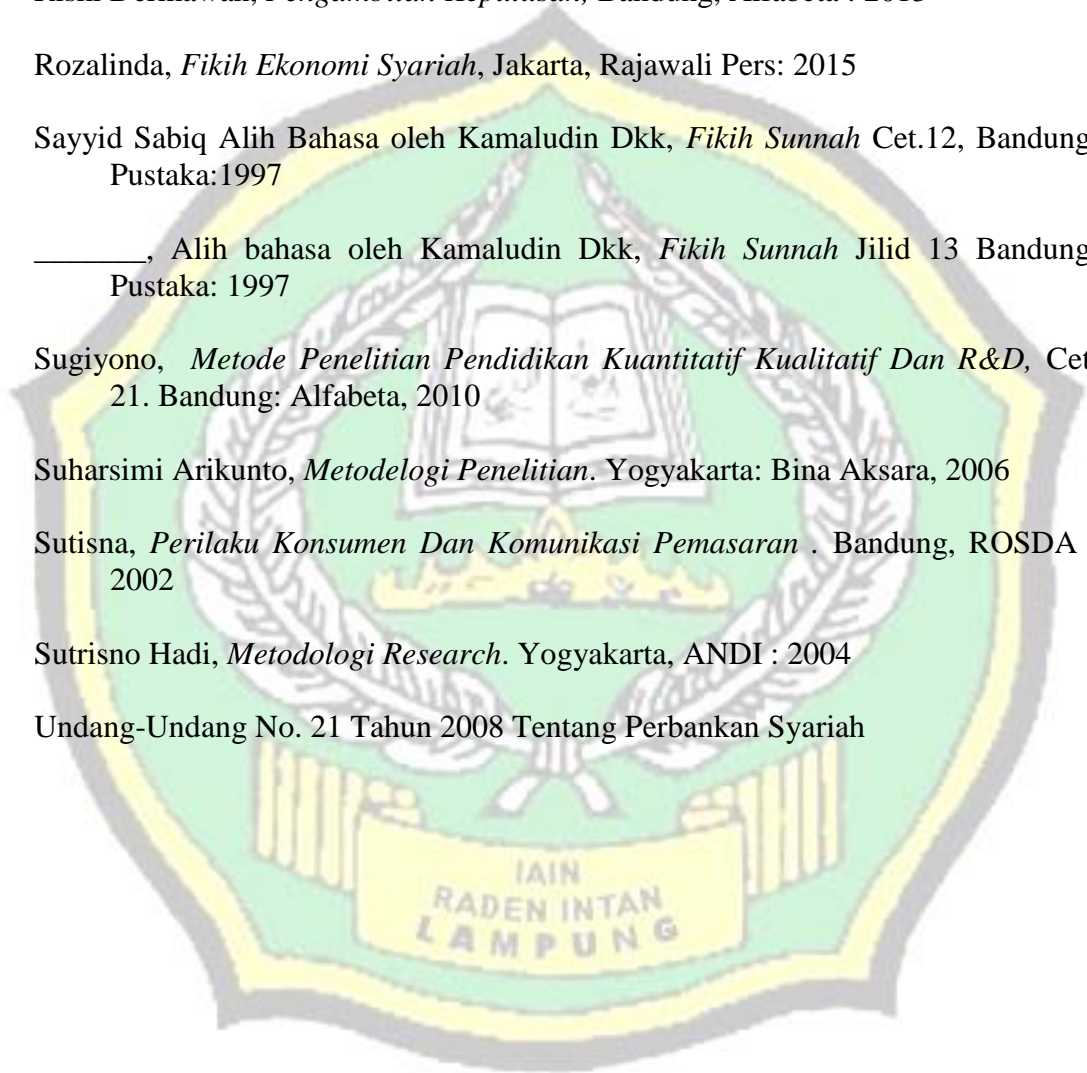 Rozalinda, Fikih Ekonomi Syariah, Jakarta, Rajawali Pers: 2015
Sayyid Sabiq Alih Bahasa oleh Kamaludin Dkk, Fikih Sunnah Cet.12, Bandung
Pustaka:1997
_______, Alih bahasa oleh Kamaludin Dkk, Fikih Sunnah Jilid 13 Bandung
Pustaka: 1997
Sugiyono, Metode Penelitian Pendidikan Kuantitatif Kualitatif Dan R&D, Cet
21. Bandung: Alfabeta, 2010
Suharsimi Arikunto, Metodelogi Penelitian. Yogyakarta: Bina Aksara, 2006
Sutisna, Perilaku Konsumen Dan Komunikasi Pemasaran . Bandung, ROSDA
2002
Sutrisno Hadi, Metodologi Research. Yogyakarta, ANDI : 2004
Undang-Undang No. 21 Tahun 2008 Tentang Perbankan Syariah
IAIN
RADEN INTAN
LAMPUNG